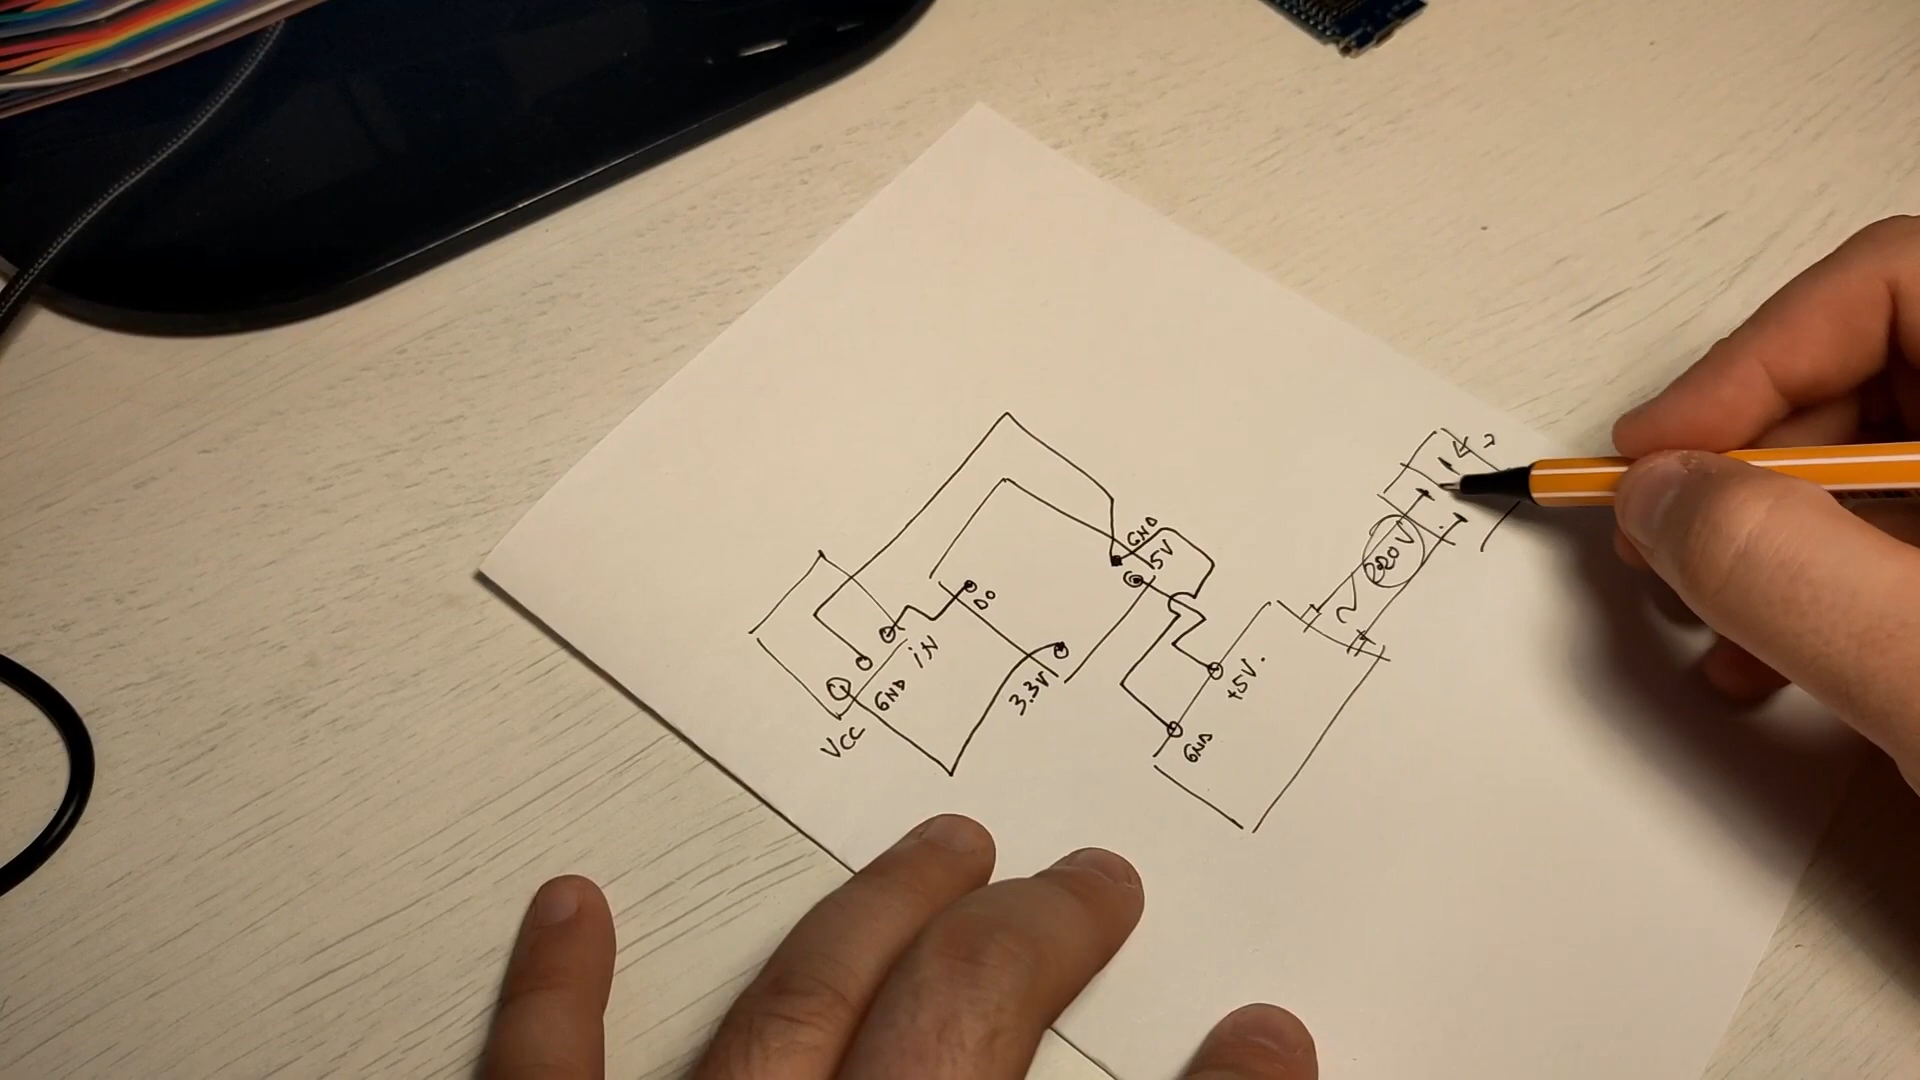 GND
5V
D0
iN
GND
VCC
3.3V
+5V.
GND
~ 220V